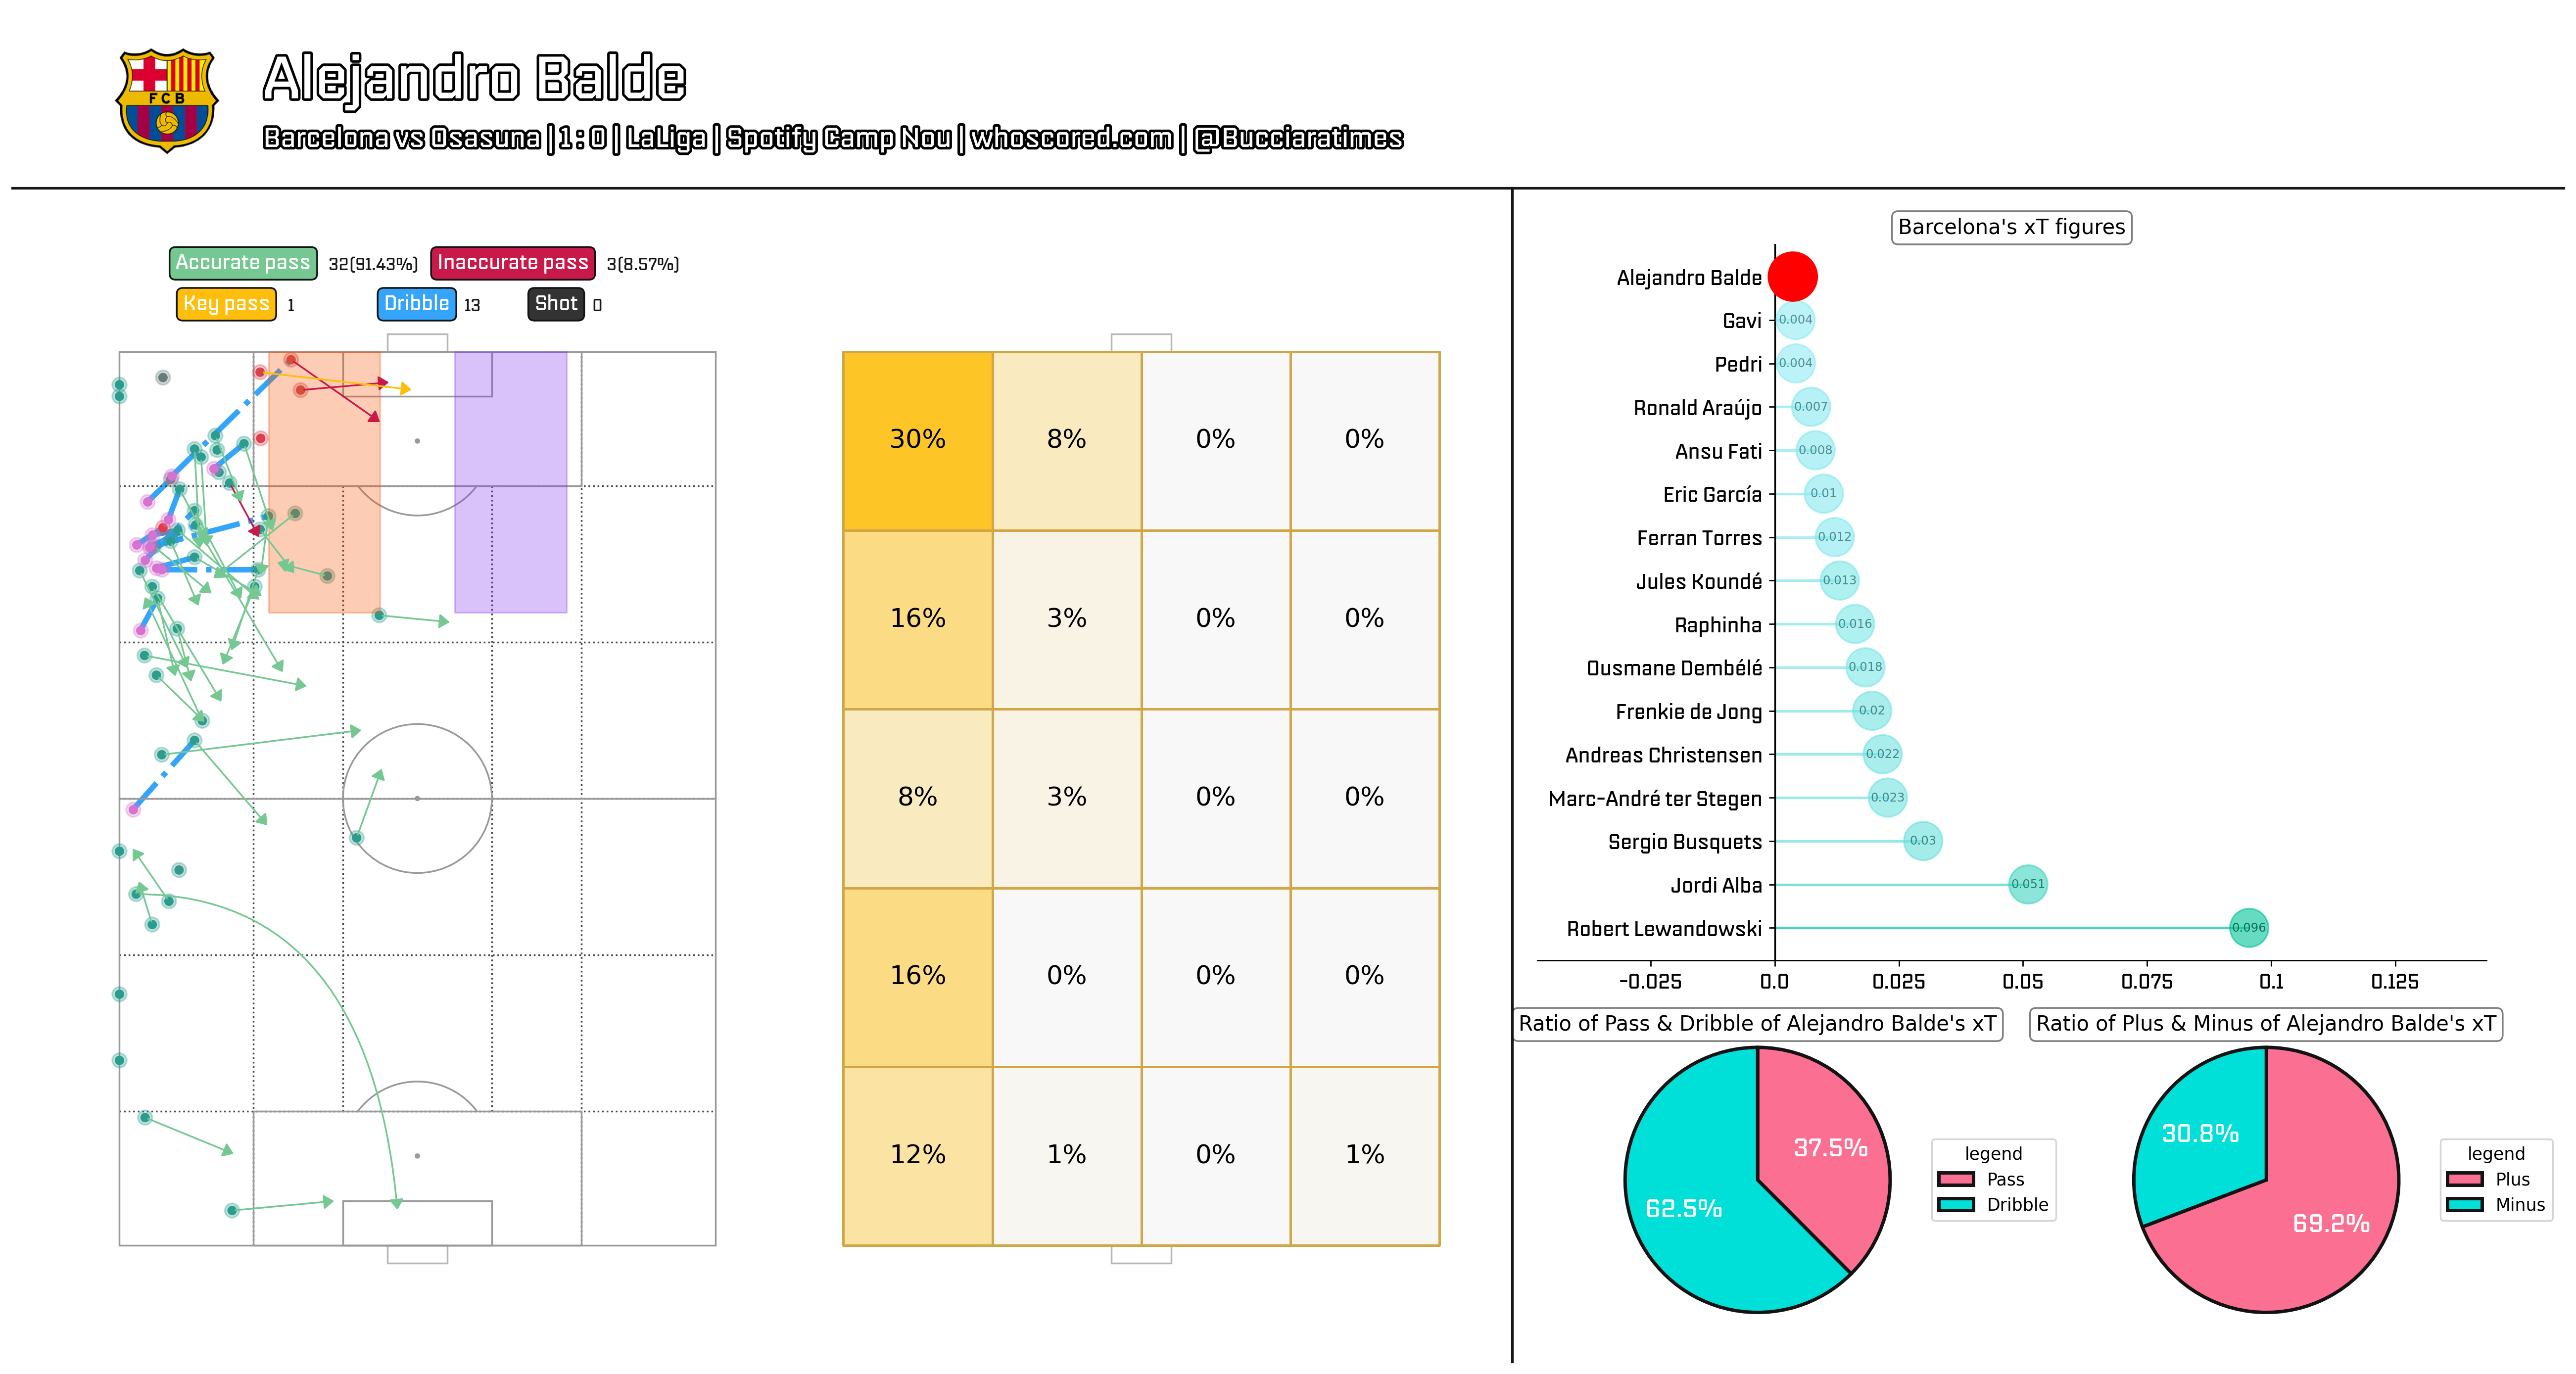 FCB
Alejandro Balde
Barcelona vs Osasuna | 1 : 0 | LaLiga | Spotify Camp Nou | whoscored.com | @Bucciaratimes
Accurate pass 32(91.43%) Inaccurate pass 3(8.57%)
Key pass 1 Dribble 13 Shot 0
30% 8% 0% 0%
16% 3% 0% 0%
8% 3% 0% 0%
16% 0% 0% 0%
12% 1% 0% 1%
Barcelona's xT figures
Alejandro Balde
Gavi 0.004
Pedri 0.004
Ronald Araújo 0.007
Ansu Fati 0.008
Eric García 0.01
Ferran Torres 0.012
Jules Koundé 0.013
Raphinha 0.016
Ousmane Dembélé 0.018
Frenkie de Jong 0.02
Andreas Christensen 0.022
Marc-André ter Stegen 0.023
Sergio Busquets 0.03
Jordi Alba 0.051
Robert Lewandowski 0.096
-0.025 0.0 0.025 0.05 0.075 0.1 0.125
Ratio of Pass & Dribble of Alejandro Balde's xT
37.5%
62.5%
legend
Pass
Dribble
Ratio of Plus & Minus of Alejandro Balde's xT
30.8%
69.2%
legend
Plus
Minus